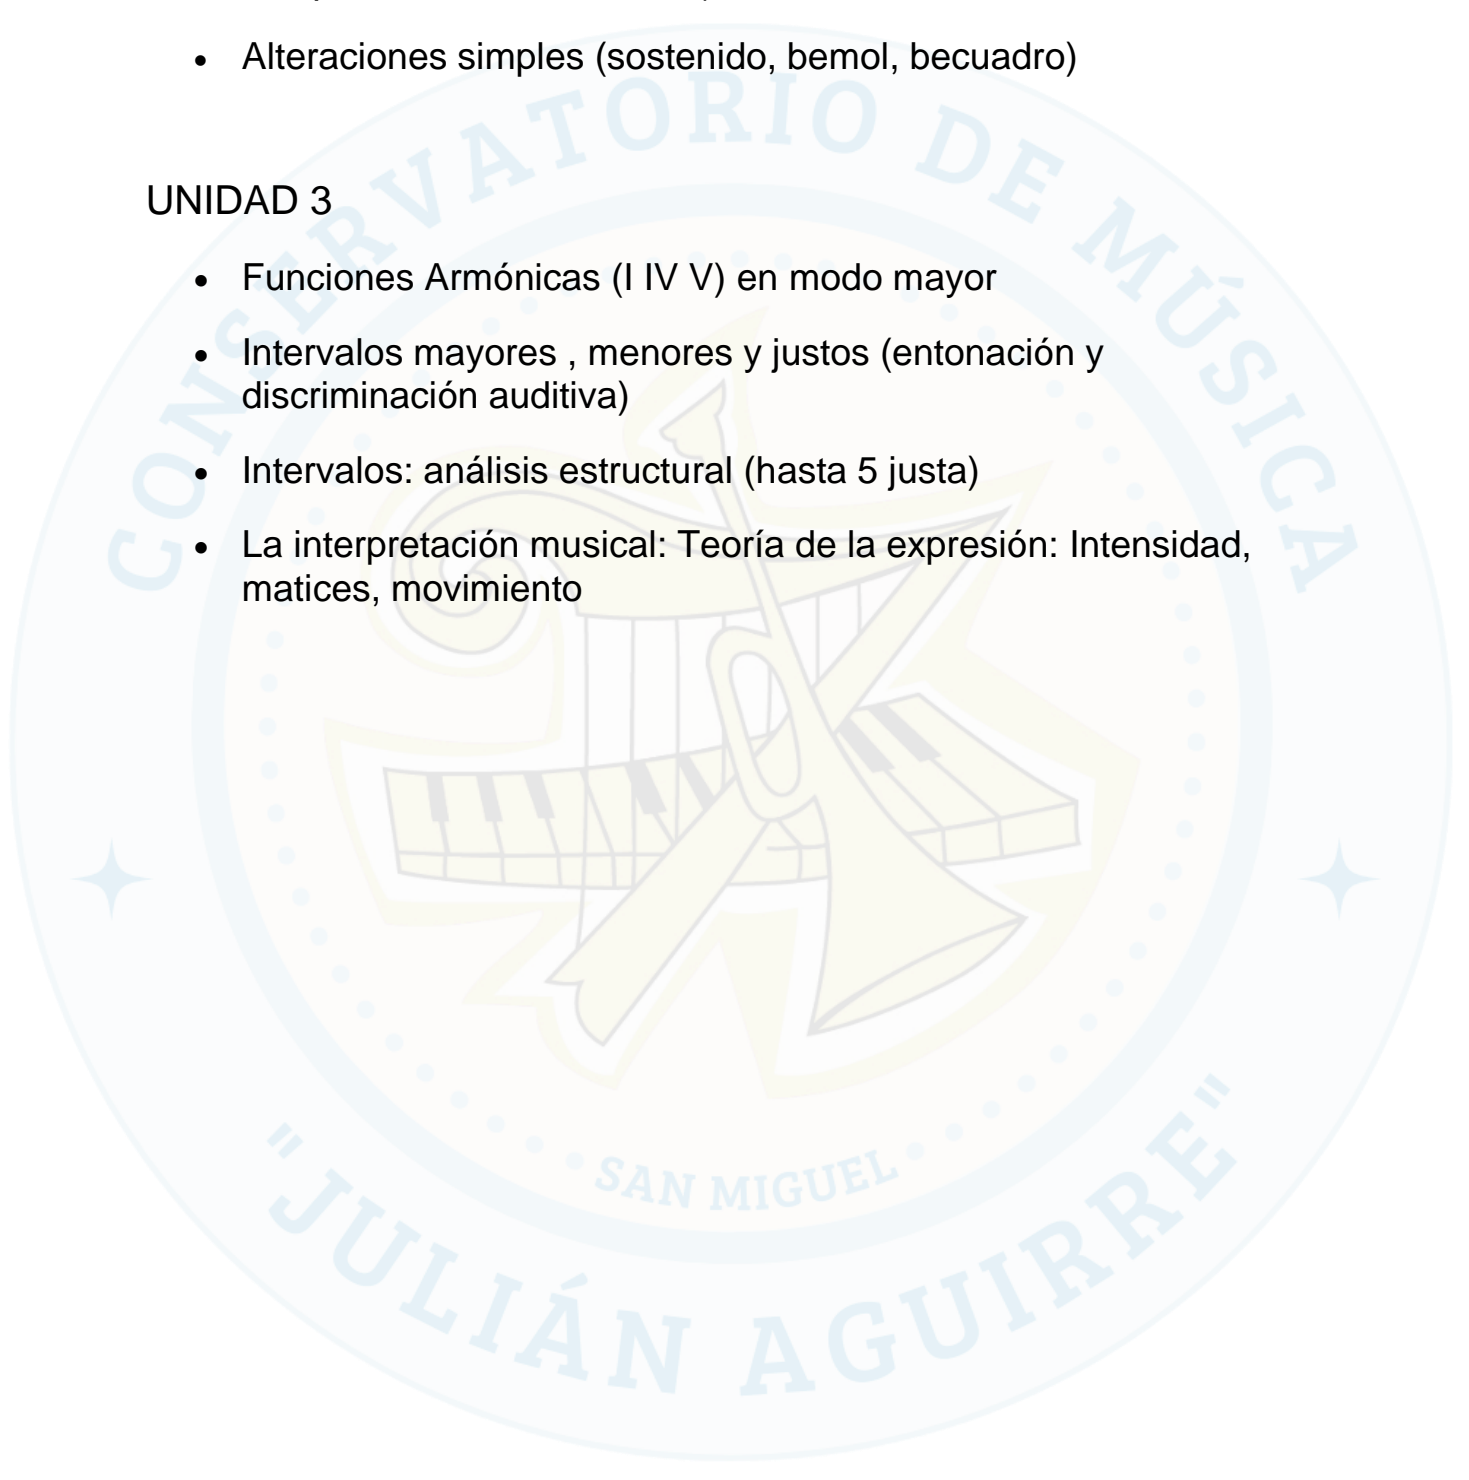 • Alteraciones simples (sostenido, bemol, becuadro)
UNIDAD 3
• Funciones Armónicas (I IV V) en modo mayor
• Intervalos mayores , menores y justos (entonación y
discriminación auditiva)
• Intervalos: análisis estructural (hasta 5 justa)
• La interpretación musical: Teoría de la expresión: Intensidad,
matices, movimiento
CONSERVATORIO DE MÚSICA
SAN MIGUEL
"JULIÁN AGUIRRE"